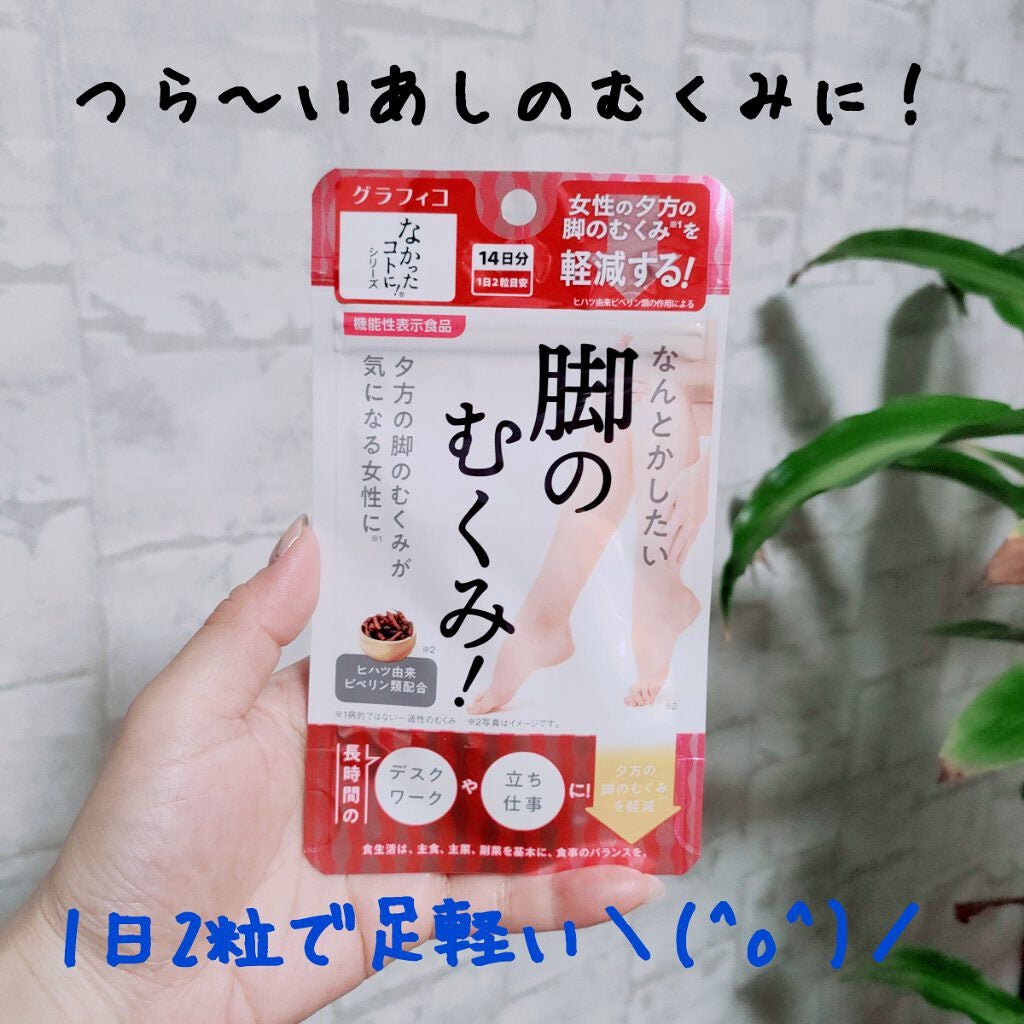 つら〜いあしのむくみに！
グラフィコ
なかった
コトに！®
シリーズ
14日分
1日2粒目安
女性の夕方の
脚のむくみ※1を
軽減する！
ヒハツ由来ピペリン類の作用による
機能性表示食品
なんとかしたい
脚の
むくみ！
夕方の脚のむくみが
気になる女性に※1
※2
ヒハツ由来
ピペリン類配合
※2
※1病的ではない一過性のむくみ ※2写真はイメージです。
長時間の
デスク
ワーク
や
立ち
仕事
に！
夕方の
脚のむくみ※1
を軽減
食生活は、主食、主菜、副菜を基本に、食事のバランスを。
1日2粒で足軽い＼(^o^)／